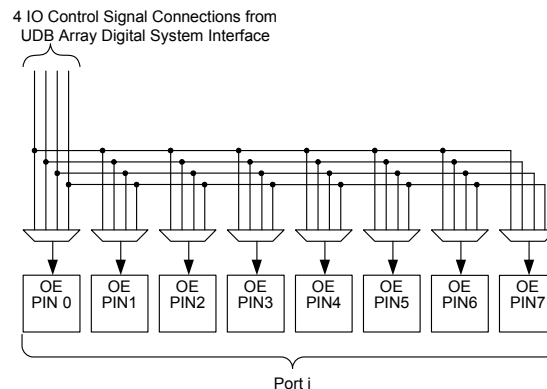 4 IO Control Signal Connections from
UDB Array Digital System Interface
OE
PIN 0
OE
PIN1
OE
PIN2
OE
PIN3
OE
PIN4
OE
PIN5
OE
PIN6
OE
PIN7
Port i